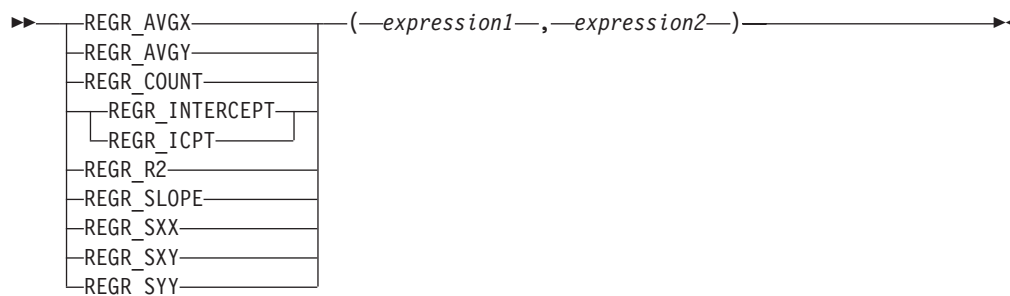 REGR_AVGX ( expression1 , expression2 )
REGR_AVGY
REGR_COUNT
REGR_INTERCEPT
REGR_ICPT
REGR_R2
REGR_SLOPE
REGR_SXX
REGR_SXY
REGR_SYY